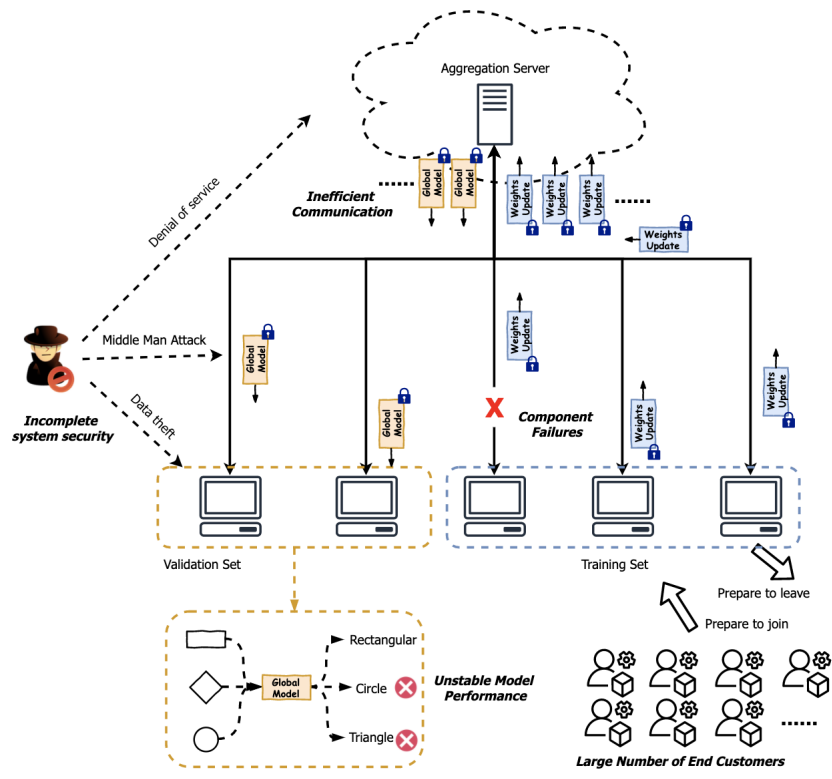 Aggregation Server
Denial of service
Inefficient
Communication
Global
Model
Global
Model
Weights
Update
Weights
Update
Weights
Update
Weights
Update
Middle Man Attack
Global
Model
Weights
Update
Incomplete
system security
Data theft
Global
Model
X
Component
Failures
Weights
Update
Weights
Update
Validation Set
Training Set
Prepare to leave
Prepare to join
Rectangular
Global
Model
Circle
Triangle
Unstable Model
Performance
Large Number of End Customers